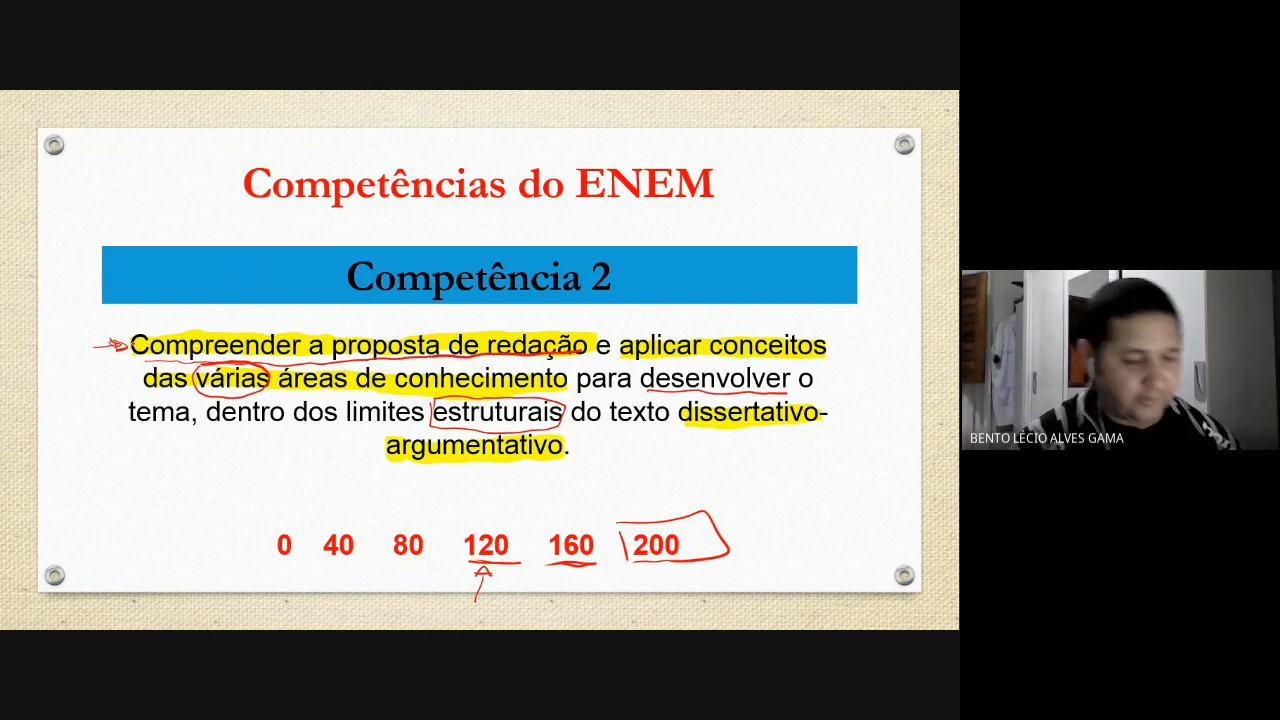 Competências do ENEM
Competência 2
Compreender a proposta de redação e aplicar conceitos
das várias áreas de conhecimento para desenvolver o
tema, dentro dos limites estruturais do texto dissertativo-
argumentativo.
0 40 80 120 160 200
BENTO LÉCIO ALVES GAMA